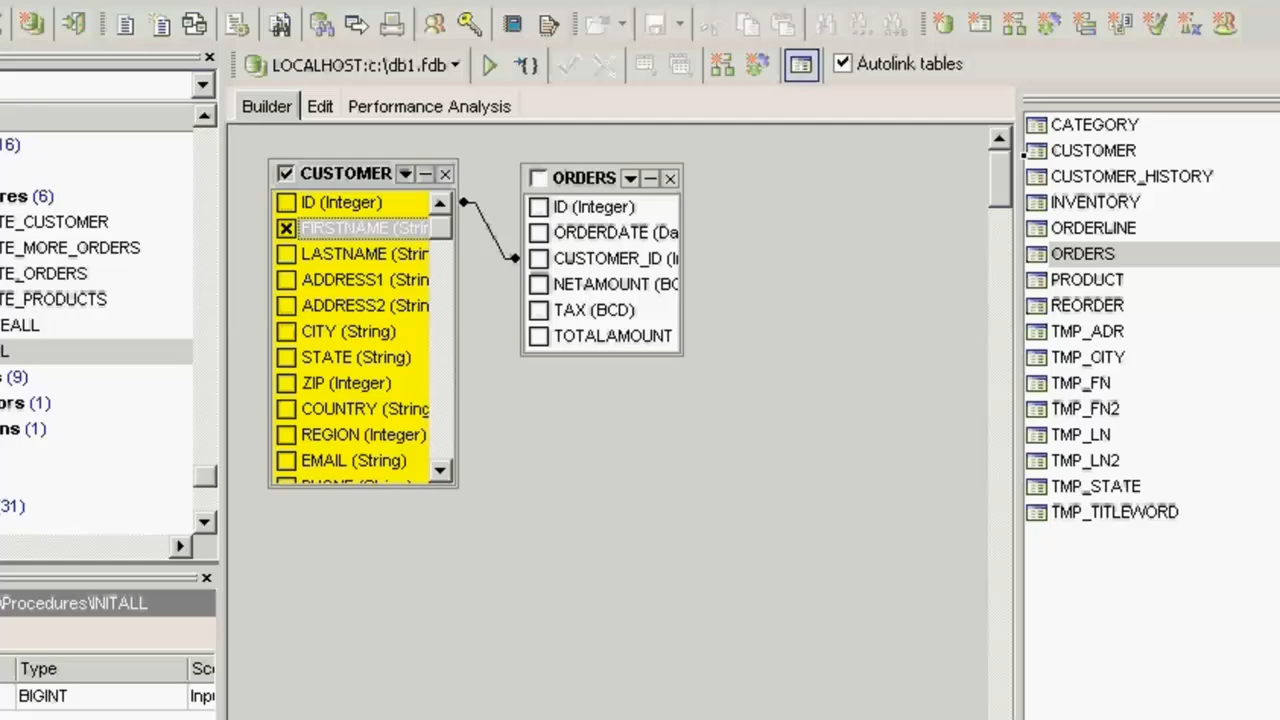 LOCALHOST:c:\db1.fdb
Autolink tables
Builder
Edit
Performance Analysis
16)
res (6)
TE_CUSTOMER
TE_MORE_ORDERS
TE_ORDERS
TE_PRODUCTS
EALL
L
s (9)
ors (1)
ns (1)
(31)
Procedures\INITALL
Type
Sc
BIGINT
Inp
CUSTOMER
ID (Integer)
FIRSTNAME (Strin
LASTNAME (Strin
ADDRESS1 (Strin
ADDRESS2 (Strin
CITY (String)
STATE (String)
ZIP (Integer)
COUNTRY (String
REGION (Integer)
EMAIL (String)
ORDERS
ID (Integer)
ORDERDATE (Da
CUSTOMER_ID (I
NETAMOUNT (BC
TAX (BCD)
TOTALAMOUNT
CATEGORY
CUSTOMER
CUSTOMER_HISTORY
INVENTORY
ORDERLINE
ORDERS
PRODUCT
REORDER
TMP_ADR
TMP_CITY
TMP_FN
TMP_FN2
TMP_LN
TMP_LN2
TMP_STATE
TMP_TITLEWORD